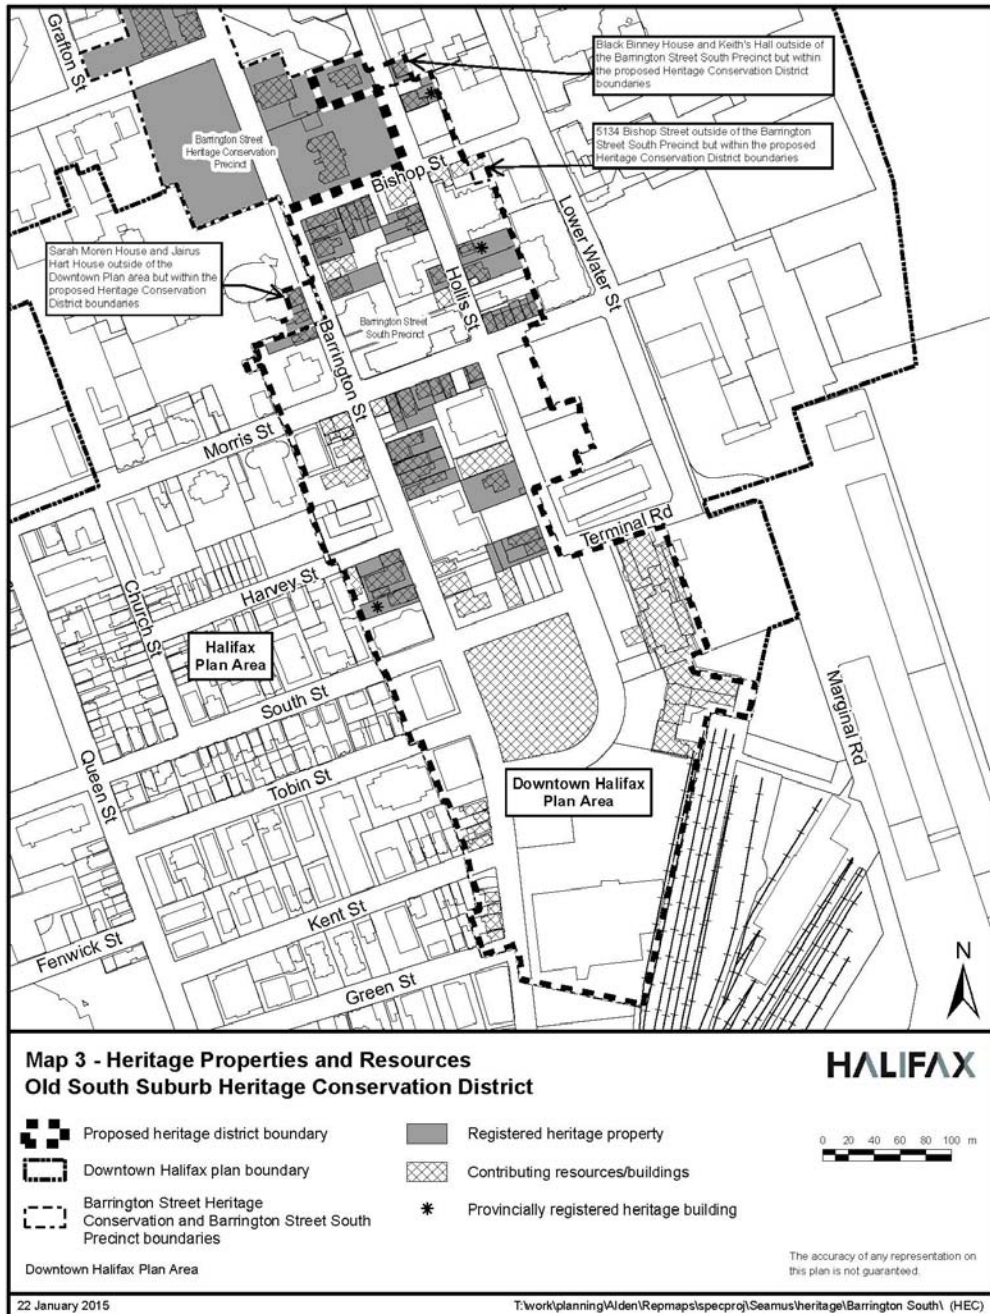 Grafton St
Black Binney House and Keith's Hall outside of
the Barrington Street South Precinct but within
the proposed Heritage Conservation District
boundaries
5134 Bishop Street outside of the Barrington
Street South Precinct but within the proposed
Heritage Conservation District boundaries
Barrington Street
Heritage Conservation
Precinct
Bishop St
Lower Water St
Sarah Moren House and Jairus
Hart House outside of the
Downtown Plan area but within the
proposed Heritage Conservation
District boundaries
Hollis St
Barrington Street
South Precinct
Barrington St
Morris St
Terminal Rd
Harvey St
Church St
Halifax
Plan Area
South St
Marginal Rd
Queen St
Tobin St
Downtown Halifax
Plan Area
Kent St
Fenwick St
Green St
N
Map 3 - Heritage Properties and Resources
Old South Suburb Heritage Conservation District
HALIFAX
Proposed heritage district boundary
Downtown Halifax plan boundary
Barrington Street Heritage
Conservation and Barrington Street South
Precinct boundaries
Registered heritage property
Contributing resources/buildings
Provincially registered heritage building
0 20 40 60 80 100 m
Downtown Halifax Plan Area
The accuracy of any representation on
this plan is not guaranteed.
22 January 2015
T:\work\planning\Alden\Repmaps\specproj\Seamus\heritage\Barrington South\ (HEC)